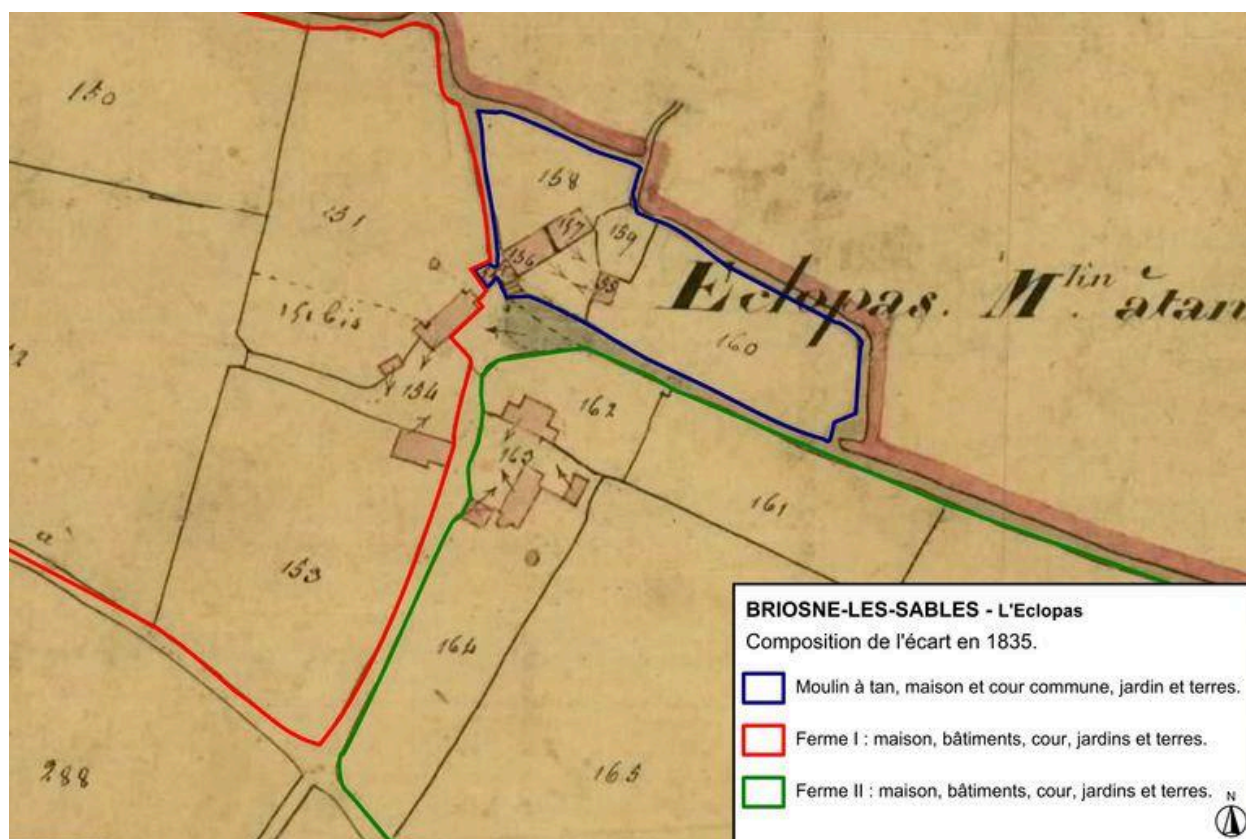 150
151
158
157
159
156
155
Eclopas. Mlin à tan
151 bis
160
154
162
163
161
153
164
165
288
BRIOSNE-LES-SABLES - L'Eclopas
Composition de l'écart en 1835.
Moulin à tan, maison et cour commune, jardin et terres.
Ferme I : maison, bâtiments, cour, jardins et terres.
Ferme II : maison, bâtiments, cour, jardins et terres.
N